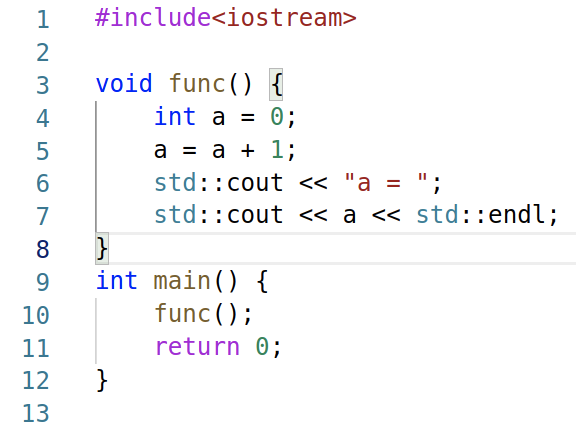 1 #include<iostream>
2
3 void func() {
4     int a = 0;
5     a = a + 1;
6     std::cout << "a = ";
7     std::cout << a << std::endl;
8 }
9 int main() {
10     func();
11     return 0;
12 }
13